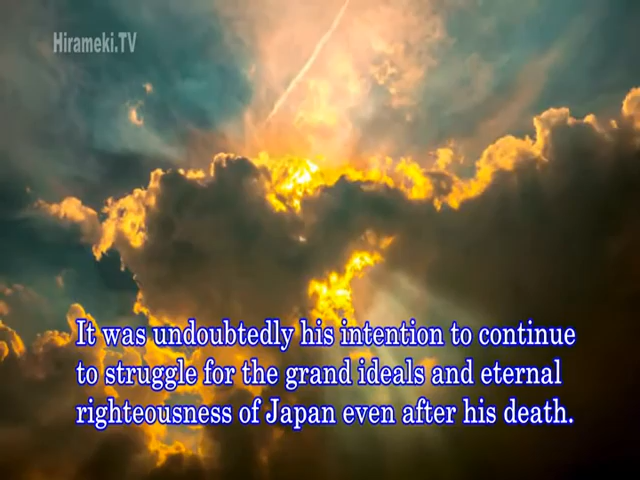 Hirameki.TV
It was undoubtedly his intention to continue
to struggle for the grand ideals and eternal
righteousness of Japan even after his death.